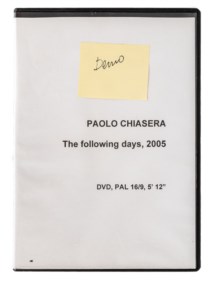 Demo
PAOLO CHIASERA
The following days, 2005
DVD, PAL 16/9, 5' 12"